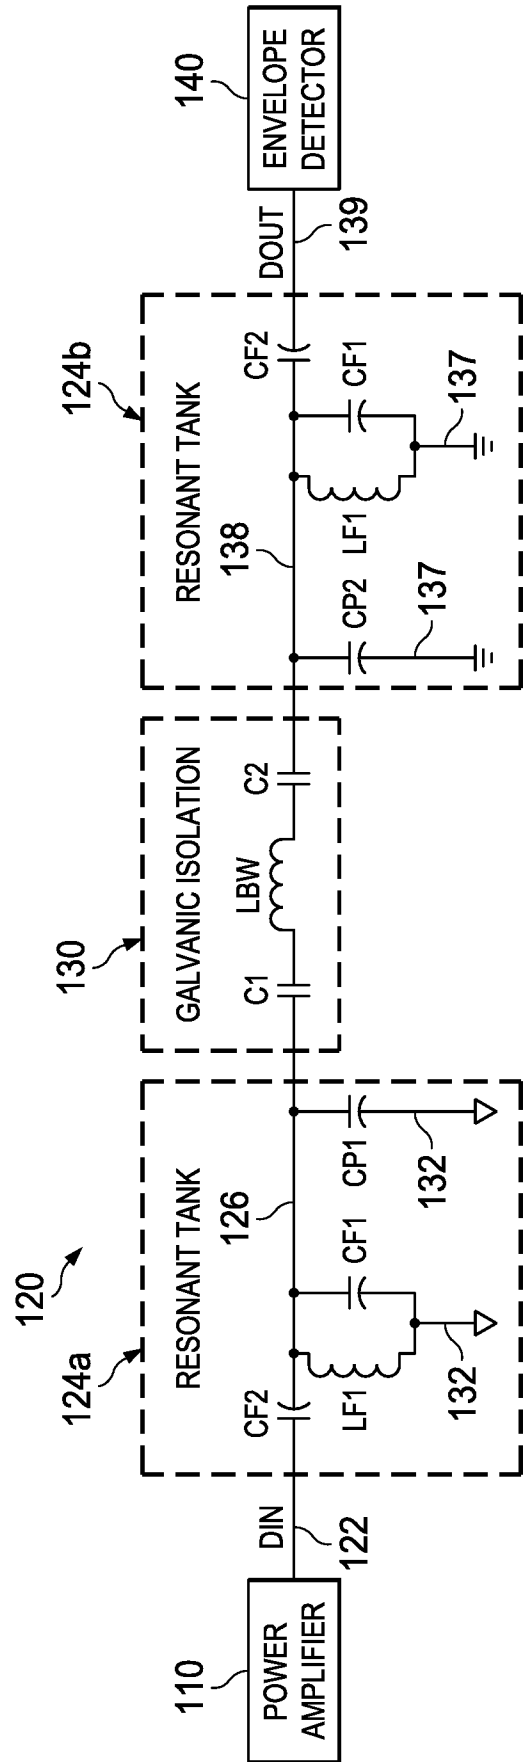 120
110
POWER
AMPLIFIER
DIN
122
124a
RESONANT TANK
CF2
126
LF1
CF1
CP1
132
132
130
GALVANIC ISOLATION
C1
LBW
C2
124b
RESONANT TANK
138
CP2
CF2
LF1
CF1
137
137
DOUT
139
140
ENVELOPE
DETECTOR